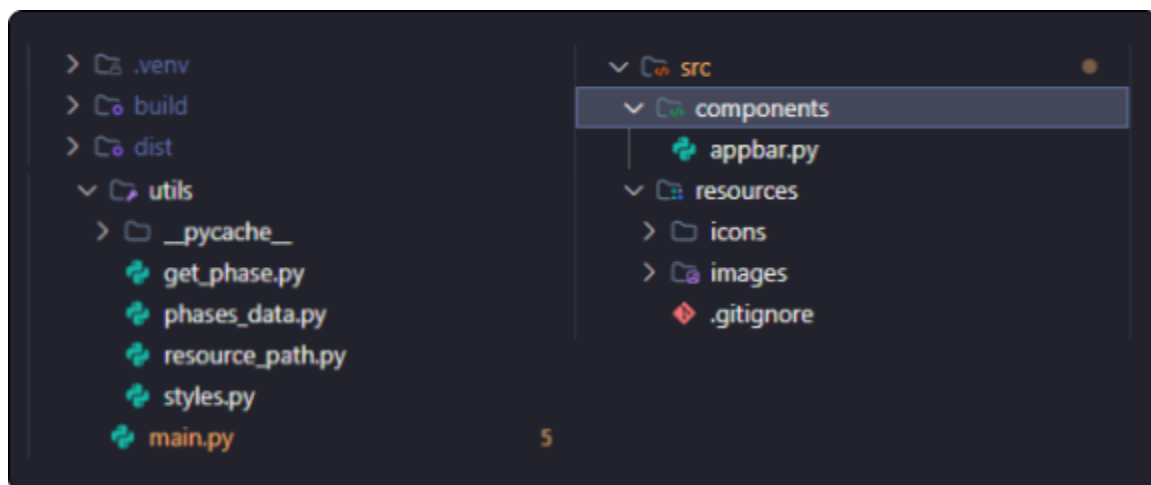 .venv
build
dist
utils
__pycache__
get_phase.py
phases_data.py
resource_path.py
styles.py
main.py 5
src
components
appbar.py
resources
icons
images
.gitignore